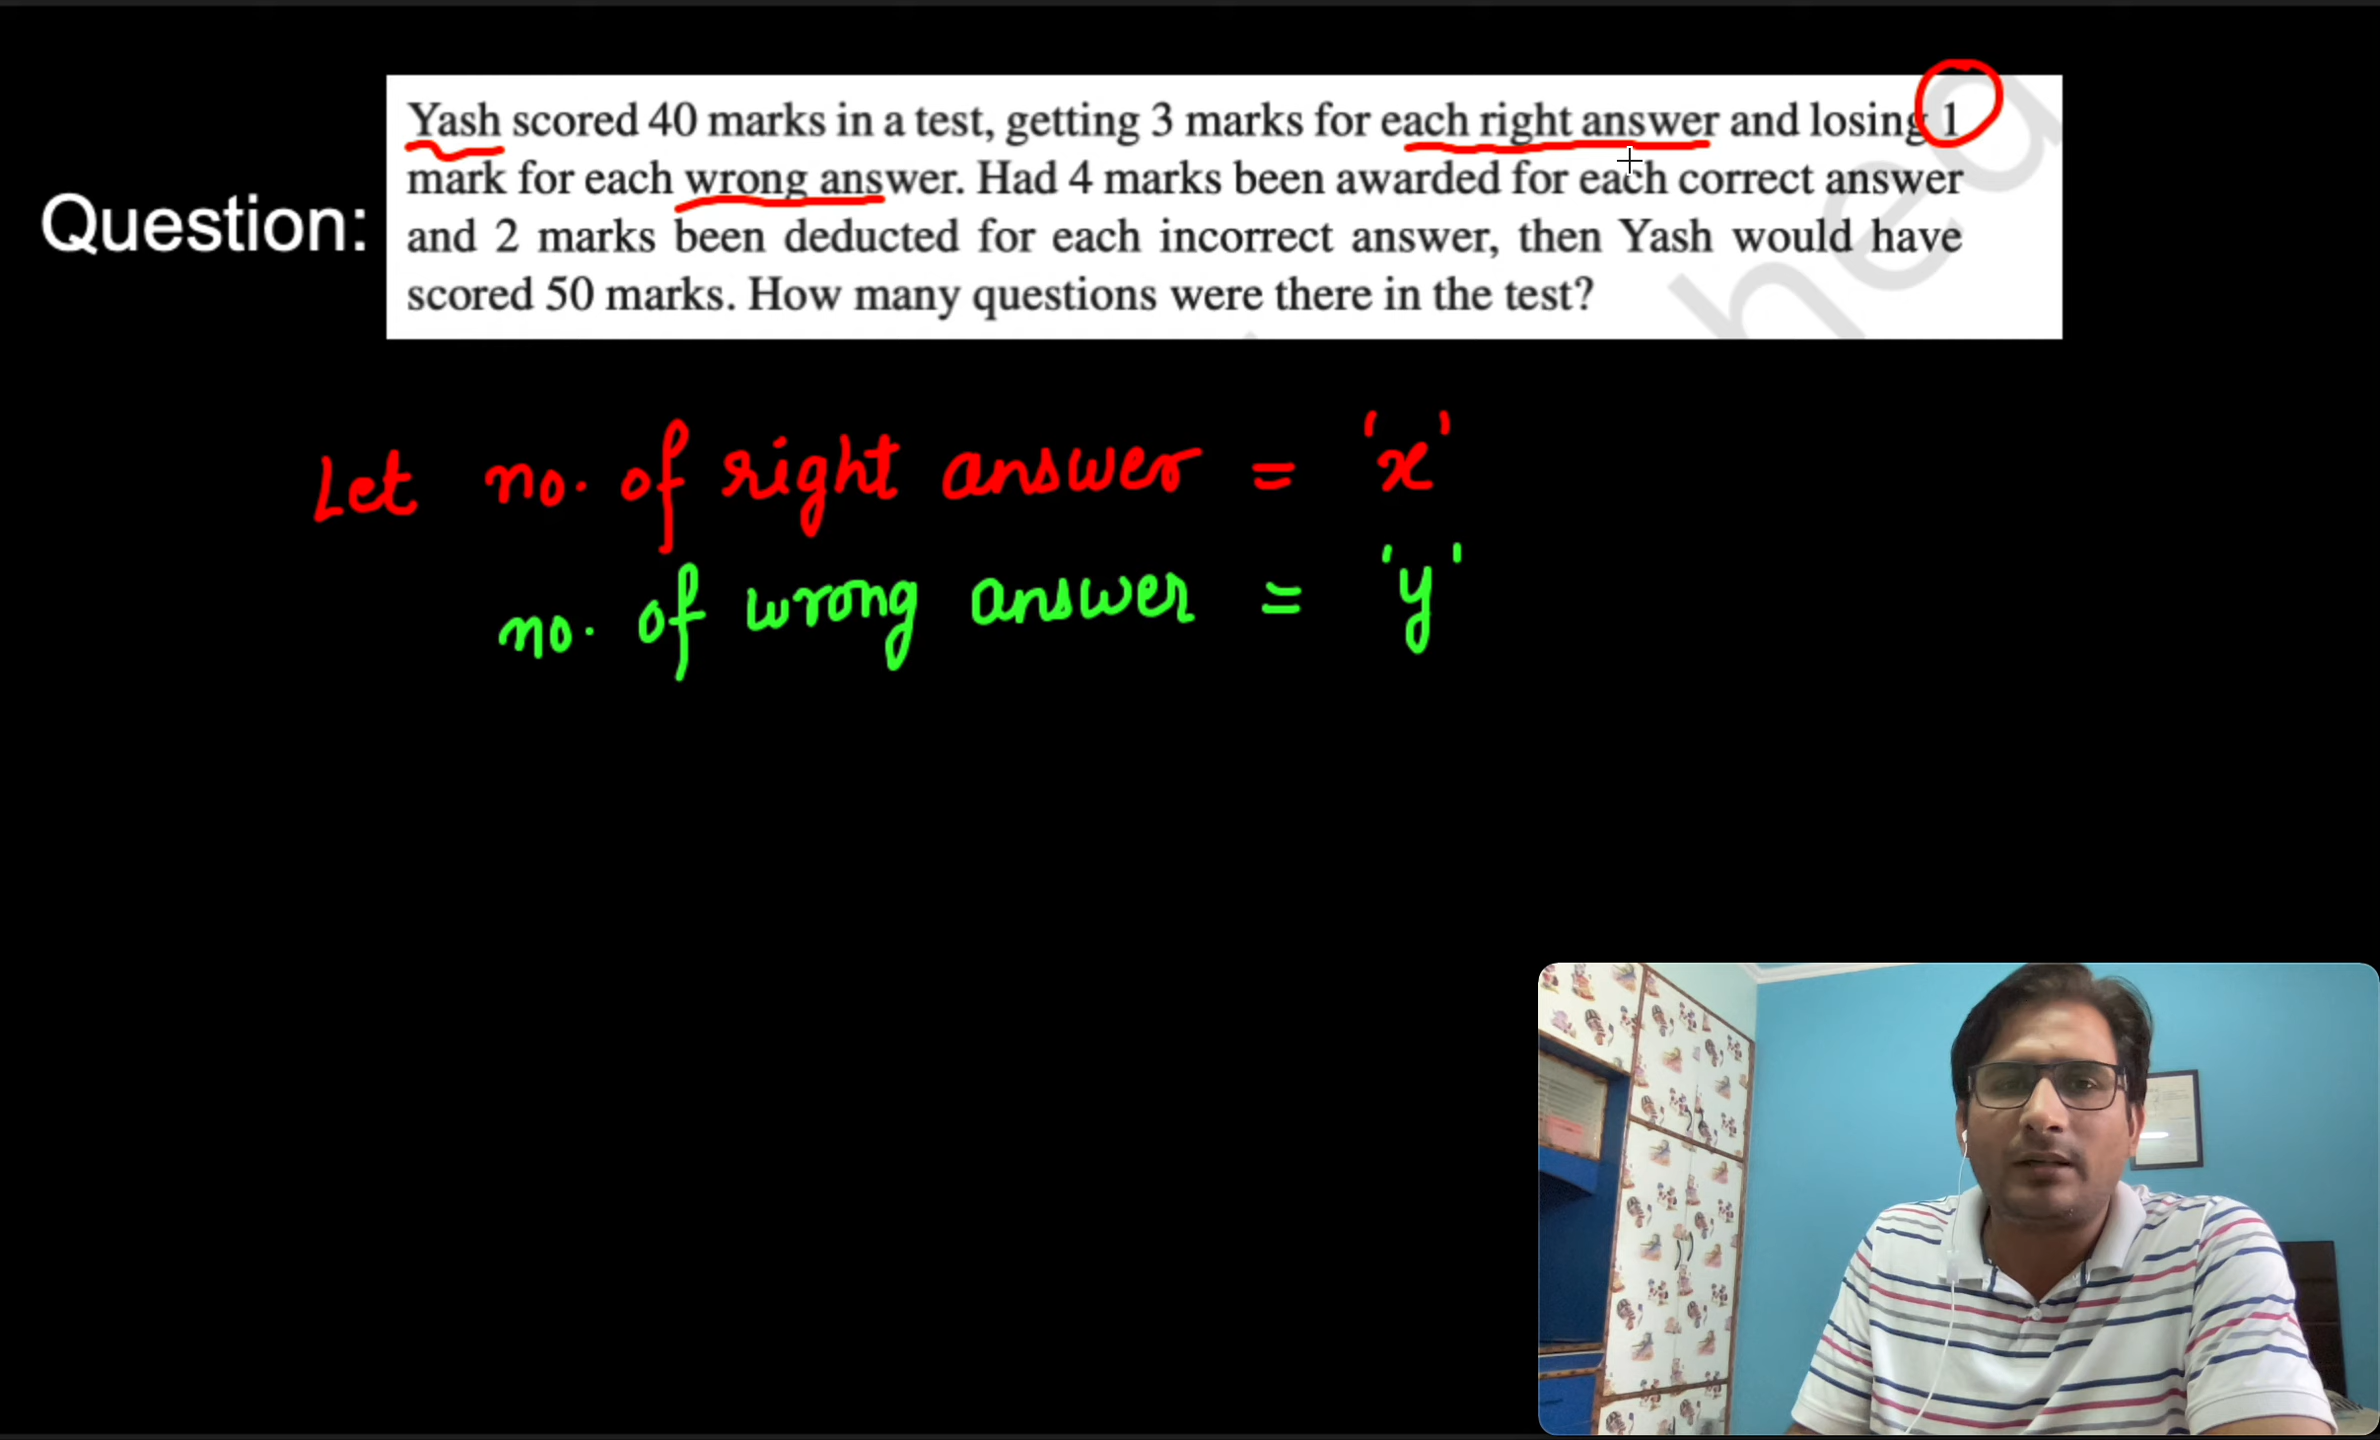 Question:
Yash scored 40 marks in a test, getting 3 marks for each right answer and losing 1
mark for each wrong answer. Had 4 marks been awarded for each correct answer
and 2 marks been deducted for each incorrect answer, then Yash would have
scored 50 marks. How many questions were there in the test?
hed
Let no. of right answer = 'x'
no. of wrong answer = 'y'